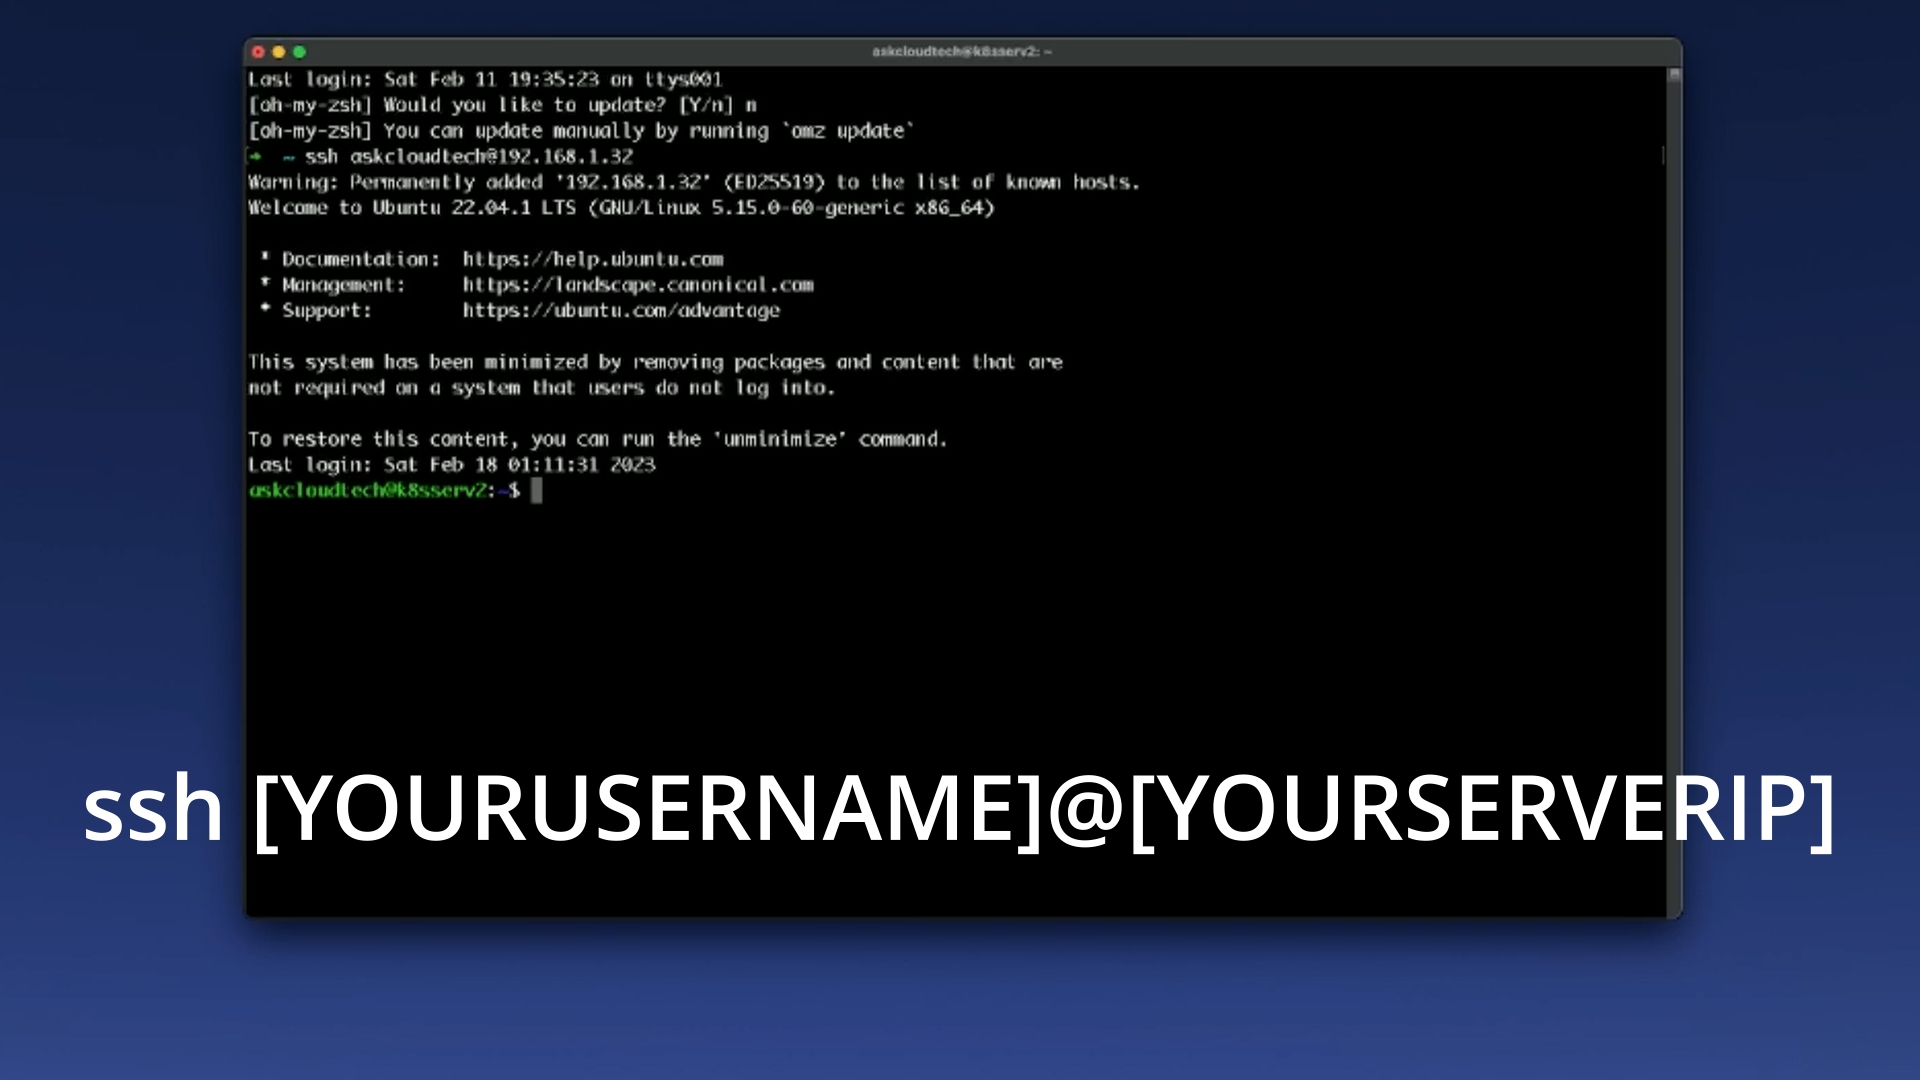 askcloudtech@k8sserv2: ~
Last login: Sat Feb 11 19:35:23 on ttys001
[oh-my-zsh] Would you like to update? [Y/n] n
[oh-my-zsh] You can update manually by running `omz update`
[➜  ~ ssh askcloudtech@192.168.1.32                                                                                           ]
Warning: Permanently added '192.168.1.32' (ED25519) to the list of known hosts.
Welcome to Ubuntu 22.04.1 LTS (GNU/Linux 5.15.0-60-generic x86_64)
* Documentation:  https://help.ubuntu.com
* Management:     https://landscape.canonical.com
* Support:        https://ubuntu.com/advantage
This system has been minimized by removing packages and content that are
not required on a system that users do not log into.
To restore this content, you can run the 'unminimize' command.
Last login: Sat Feb 18 01:11:31 2023
askcloudtech@k8sserv2:~$
ssh [YOURUSERNAME]@[YOURSERVERIP]